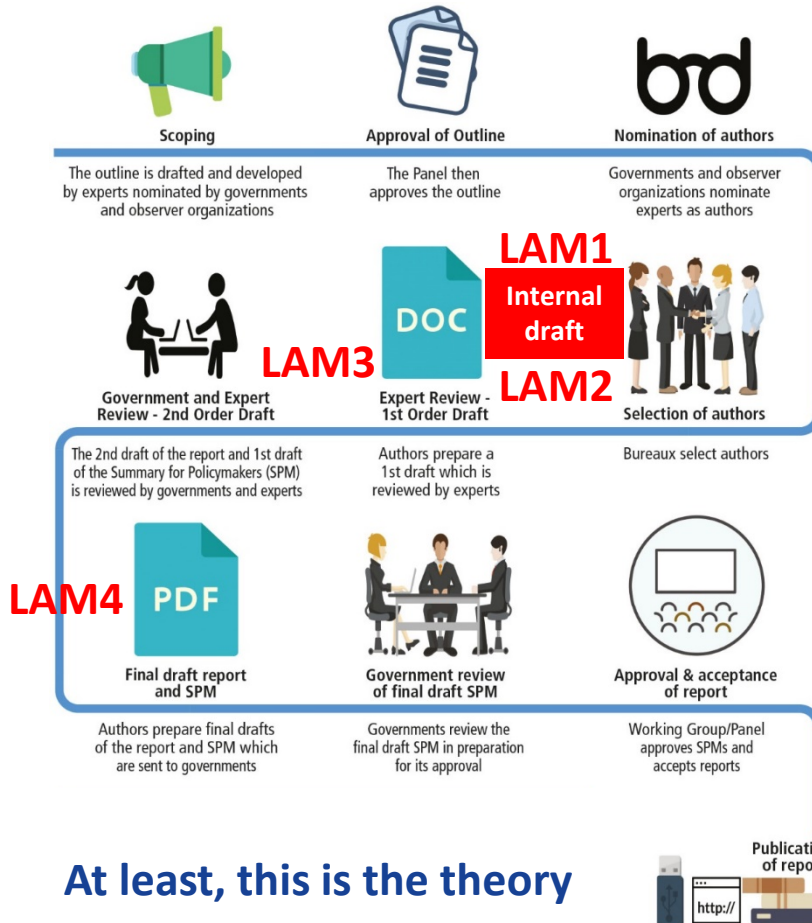 Scoping
The outline is drafted and developed
by experts nominated by governments
and observer organizations
Approval of Outline
The Panel then
approves the outline
Nomination of authors
Governments and observer
organizations nominate
experts as authors
Government and Expert
Review - 2nd Order Draft
The 2nd draft of the report and 1st draft
of the Summary for Policymakers (SPM)
is reviewed by governments and experts
LAM3
DOC
Expert Review -
1st Order Draft
Authors prepare a
1st draft which is
reviewed by experts
LAM1
Internal
draft
LAM2
Selection of authors
Bureaux select authors
LAM4
PDF
Final draft report
and SPM
Authors prepare final drafts
of the report and SPM which
are sent to governments
Government review
of final draft SPM
Governments review the
final draft SPM in preparation
for its approval
Approval & acceptance
of report
Working Group/Panel
approves SPMs and
accepts reports
At least, this is the theory
Publicati
of repo
http://